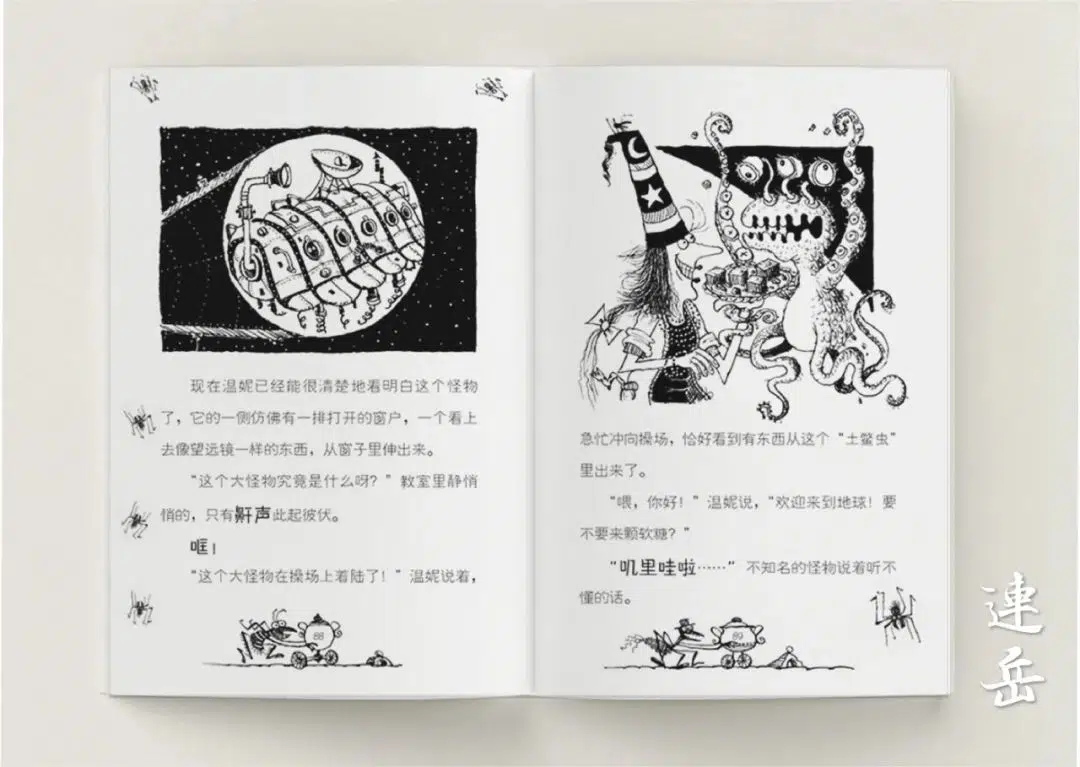 现在温妮已经能很清楚地看明白这个怪物
了，它的一侧仿佛有一排打开的窗户，一个看上
去像望远镜一样的东西，从窗子里伸出来。
“这个大怪物究竟是什么呀？”教室里静悄
悄的，只有鼾声此起彼伏。
哐！
“这个大怪物在操场上着陆了！”温妮说着，
88
急忙冲向操场，恰好看到有东西从这个“土鳖虫”
里出来了。
“喂，你好！”温妮说，“欢迎来到地球！要
不要来颗软糖？”
“叽里哇啦……”不知名的怪物说着听不
懂的话。
89
連岳